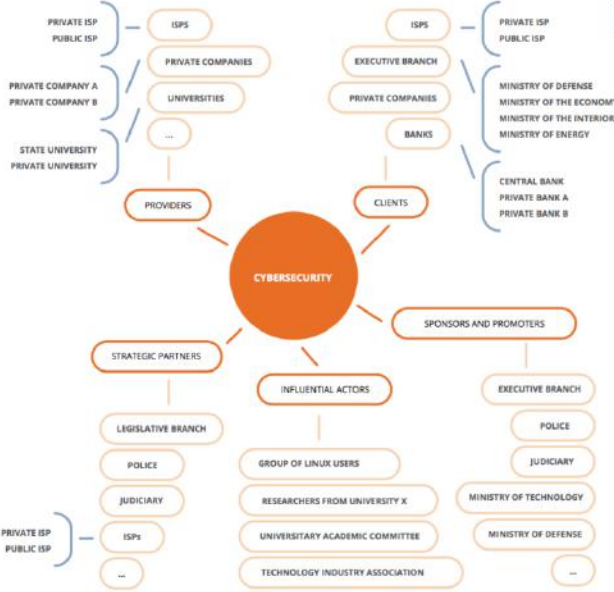 PRIVATE ISP
PUBLIC ISP
ISPS
PRIVATE COMPANIES
PRIVATE COMPANY A
PRIVATE COMPANY B
UNIVERSITIES
STATE UNIVERSITY
PRIVATE UNIVERSITY
...
PROVIDERS
ISPS
PRIVATE ISP
PUBLIC ISP
EXECUTIVE BRANCH
MINISTRY OF DEFENSE
MINISTRY OF THE ECONOMY
MINISTRY OF THE INTERIOR
MINISTRY OF ENERGY
PRIVATE COMPANIES
BANKS
CENTRAL BANK
PRIVATE BANK A
PRIVATE BANK B
CLIENTS
CYBERSECURITY
STRATEGIC PARTNERS
LEGISLATIVE BRANCH
POLICE
JUDICIARY
PRIVATE ISP
PUBLIC ISP
ISPs
...
INFLUENTIAL ACTORS
GROUP OF LINUX USERS
RESEARCHERS FROM UNIVERSITY X
UNIVERSITARY ACADEMIC COMMITTEE
TECHNOLOGY INDUSTRY ASSOCIATION
SPONSORS AND PROMOTERS
EXECUTIVE BRANCH
POLICE
JUDICIARY
MINISTRY OF TECHNOLOGY
MINISTRY OF DEFENSE
...